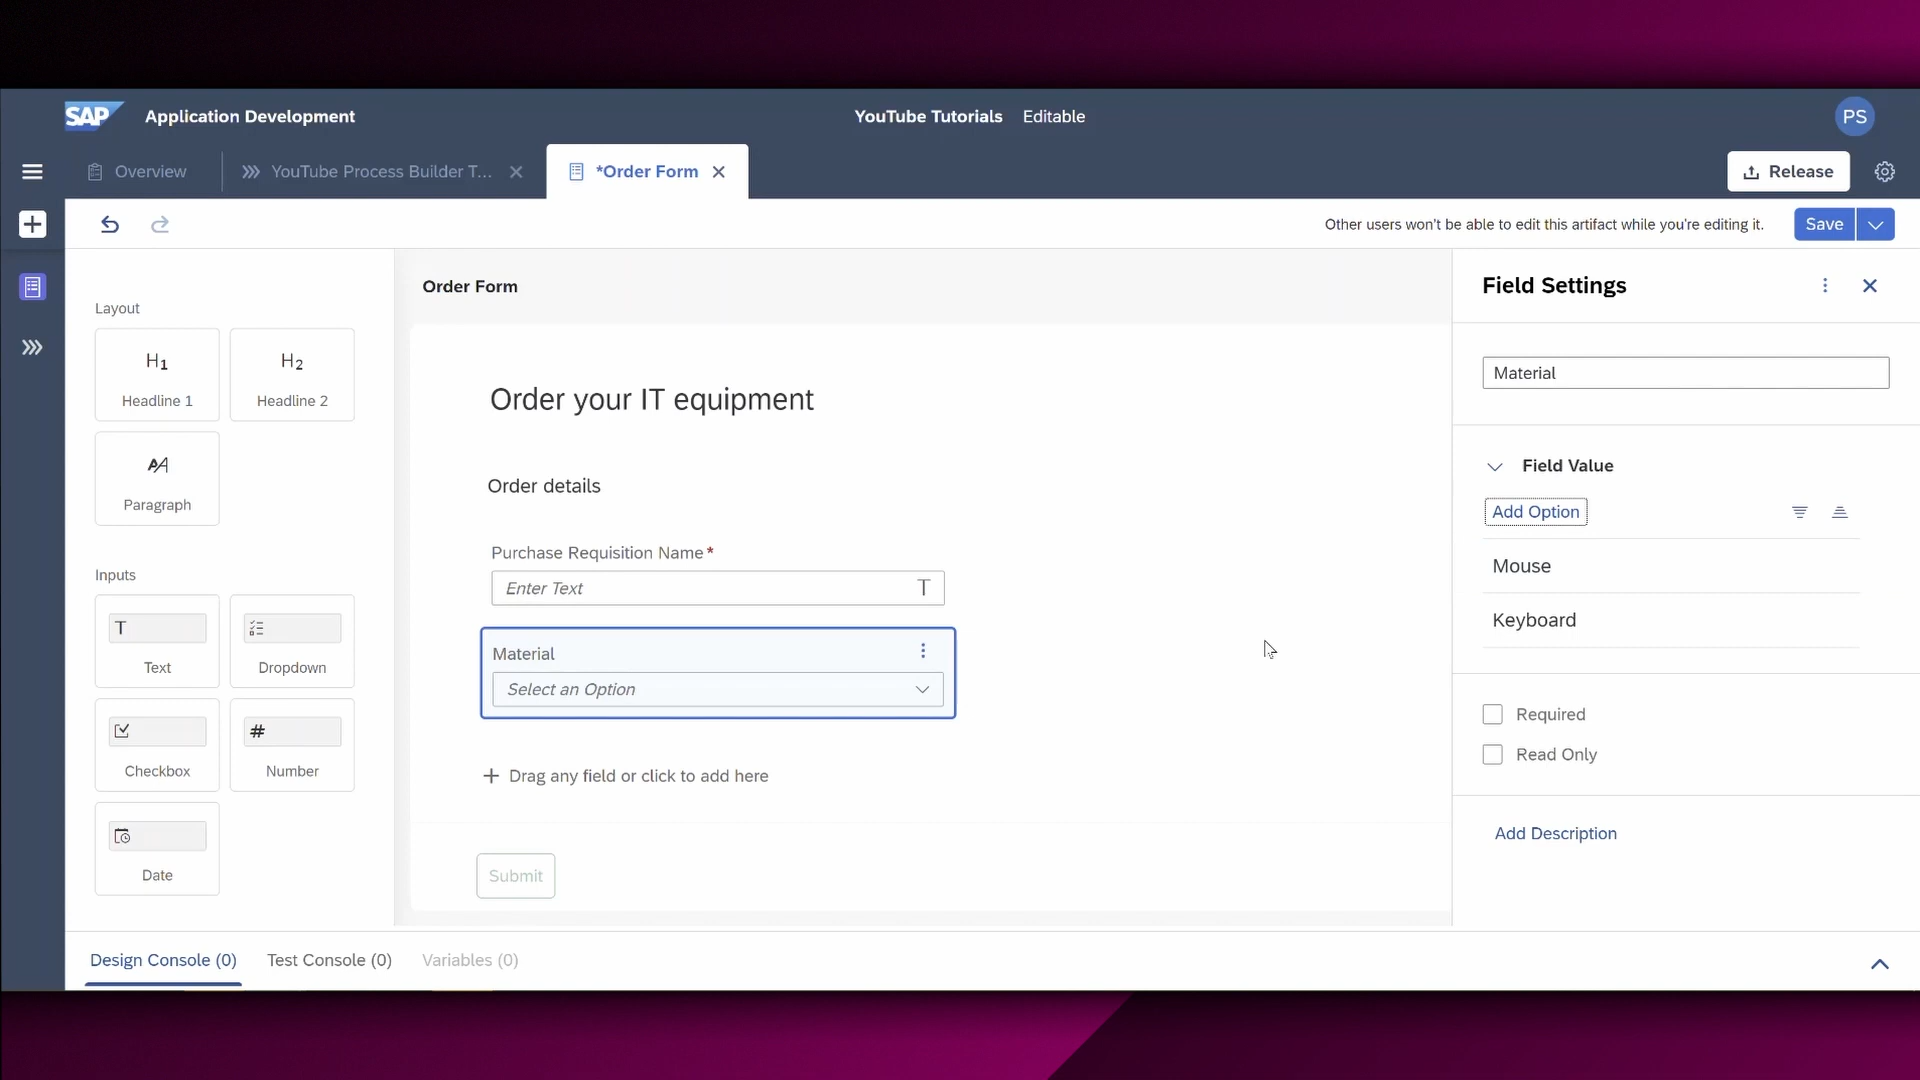 SAP Application Development
YouTube Tutorials Editable
PS
Overview
YouTube Process Builder T...
*Order Form
Release
Other users won't be able to edit this artifact while you're editing it.
Save
Layout
H1
Headline 1
H2
Headline 2
Paragraph
Inputs
T
Text
Dropdown
Checkbox
#
Number
Date
Order Form
Order your IT equipment
Order details
Purchase Requisition Name*
Enter Text T
Material
Select an Option
+ Drag any field or click to add here
Submit
Field Settings
Material
Field Value
Add Option
Mouse
Keyboard
Required
Read Only
Add Description
Design Console (0) Test Console (0) Variables (0)